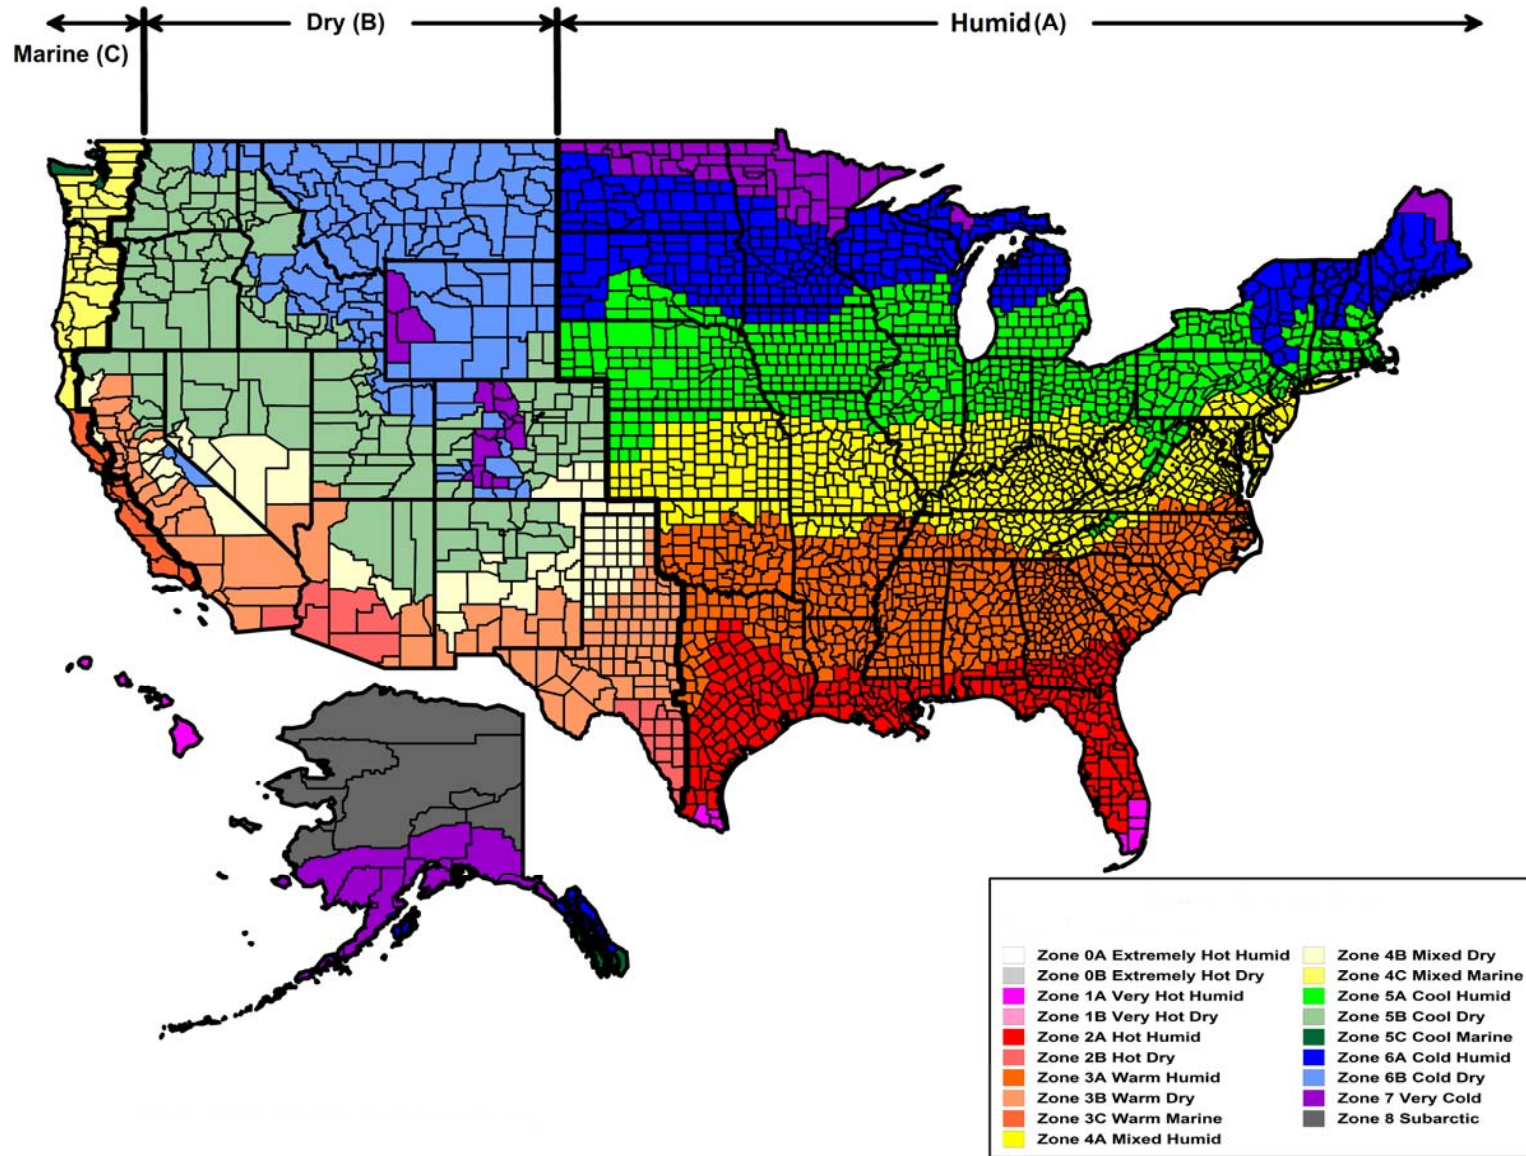 Dry (B)
Humid(A)
Marine (C)
Zone 0A Extremely Hot Humid
Zone 0B Extremely Hot Dry
Zone 1A Very Hot Humid
Zone 1B Very Hot Dry
Zone 2A Hot Humid
Zone 2B Hot Dry
Zone 3A Warm Humid
Zone 3B Warm Dry
Zone 3C Warm Marine
Zone 4A Mixed Humid
Zone 4B Mixed Dry
Zone 4C Mixed Marine
Zone 5A Cool Humid
Zone 5B Cool Dry
Zone 5C Cool Marine
Zone 6A Cold Humid
Zone 6B Cold Dry
Zone 7 Very Cold
Zone 8 Subarctic